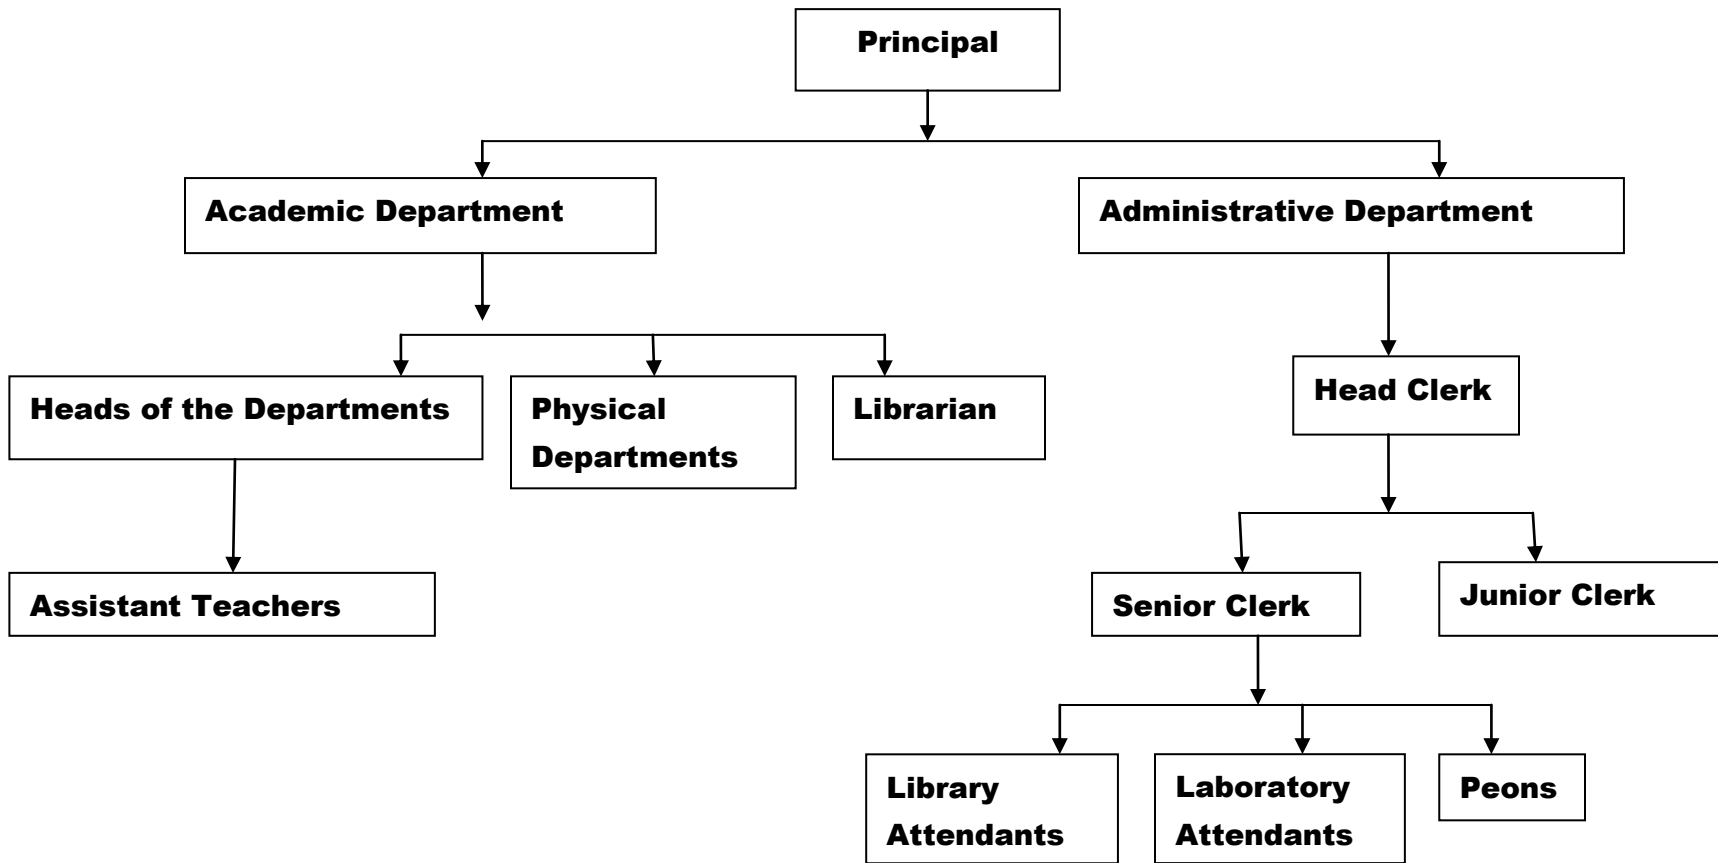 Principal
Academic Department
Administrative Department
Heads of the Departments
Physical
Departments
Librarian
Head Clerk
Assistant Teachers
Senior Clerk
Junior Clerk
Library
Attendants
Laboratory
Attendants
Peons